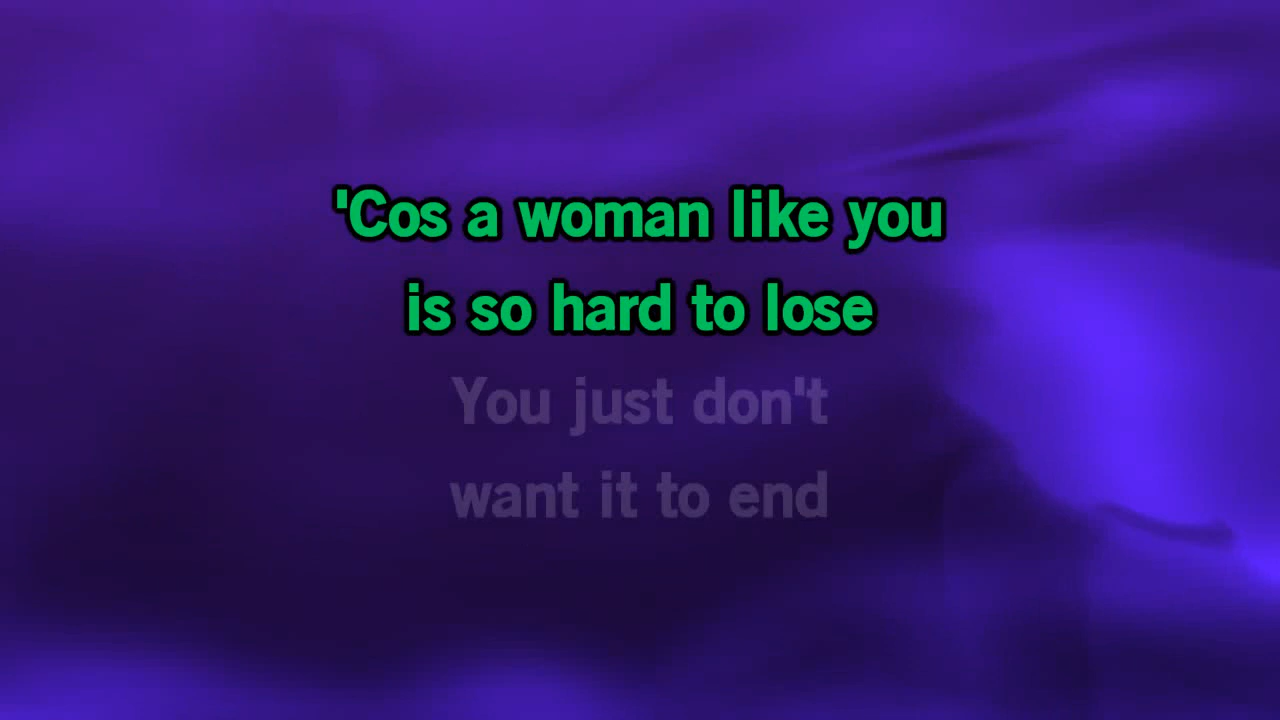 'Cos a woman like you
is so hard to lose
You just don't
want it to end